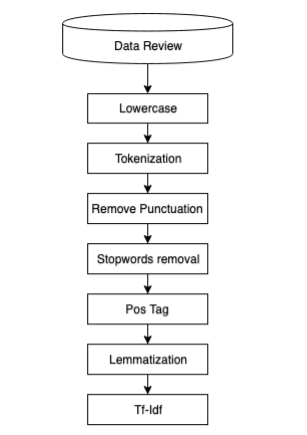 Data Review
Lowercase
Tokenization
Remove Punctuation
Stopwords removal
Pos Tag
Lemmatization
Tf-Idf